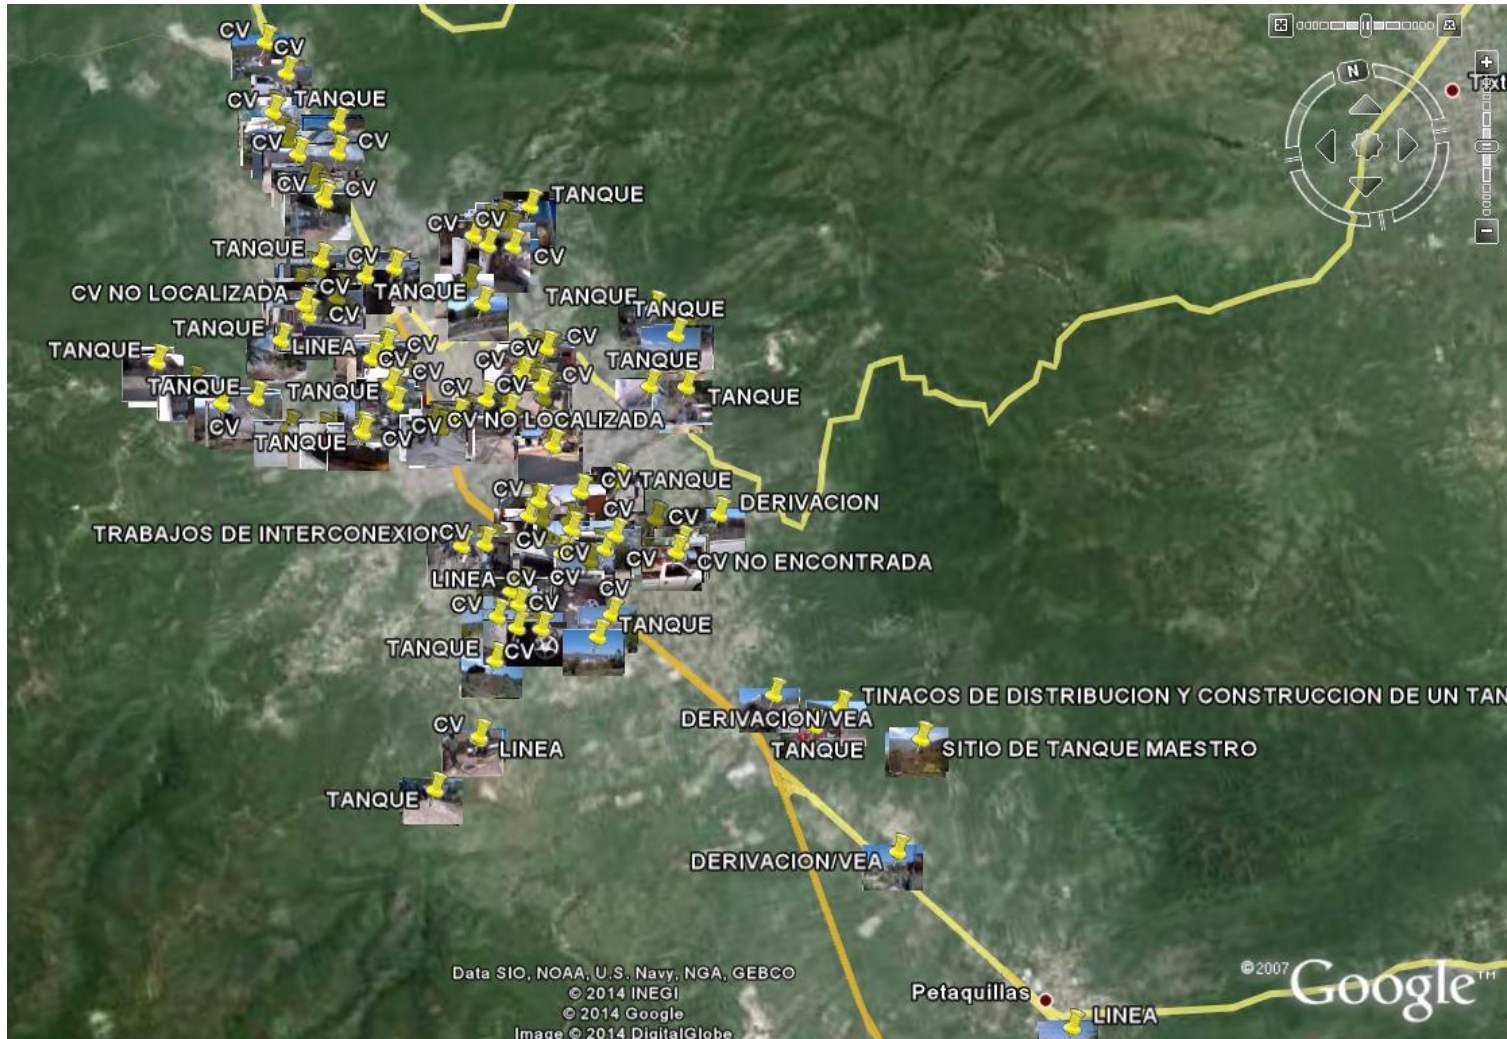 CV
CV
CV
TANQUE
CV
CV
CV
CV
TANQUE
CV
CV
CV
TANQUE
CV
CV NO LOCALIZADA
CV
TANQUE
TANQUE
TANQUE
CV
TANQUE
LINEA
CV
CV
CV
TANQUE
CV
CV
TANQUE
TANQUE
TANQUE
CV
CV
CV
TANQUE
CV
CV
CV NO LOCALIZADA
TANQUE
CV
CV
CV
TANQUE
CV
DERIVACION
TRABAJOS DE INTERCONEXION
CV
CV
CV
CV
CV
CV NO ENCONTRADA
LINEA
CV
CV
CV
CV
CV
TANQUE
TANQUE
CV
DERIVACION/VEA
TINACOS DE DISTRIBUCION Y CONSTRUCCION DE UN TAN
CV
LINEA
TANQUE
SITIO DE TANQUE MAESTRO
TANQUE
DERIVACION/VEA
Petaquillas
LINEA
N
Tixt
Data SIO, NOAA, U.S. Navy, NGA, GEBCO
© 2014 INEGI
© 2014 Google
Image © 2014 DigitalGlobe
©2007 Google™